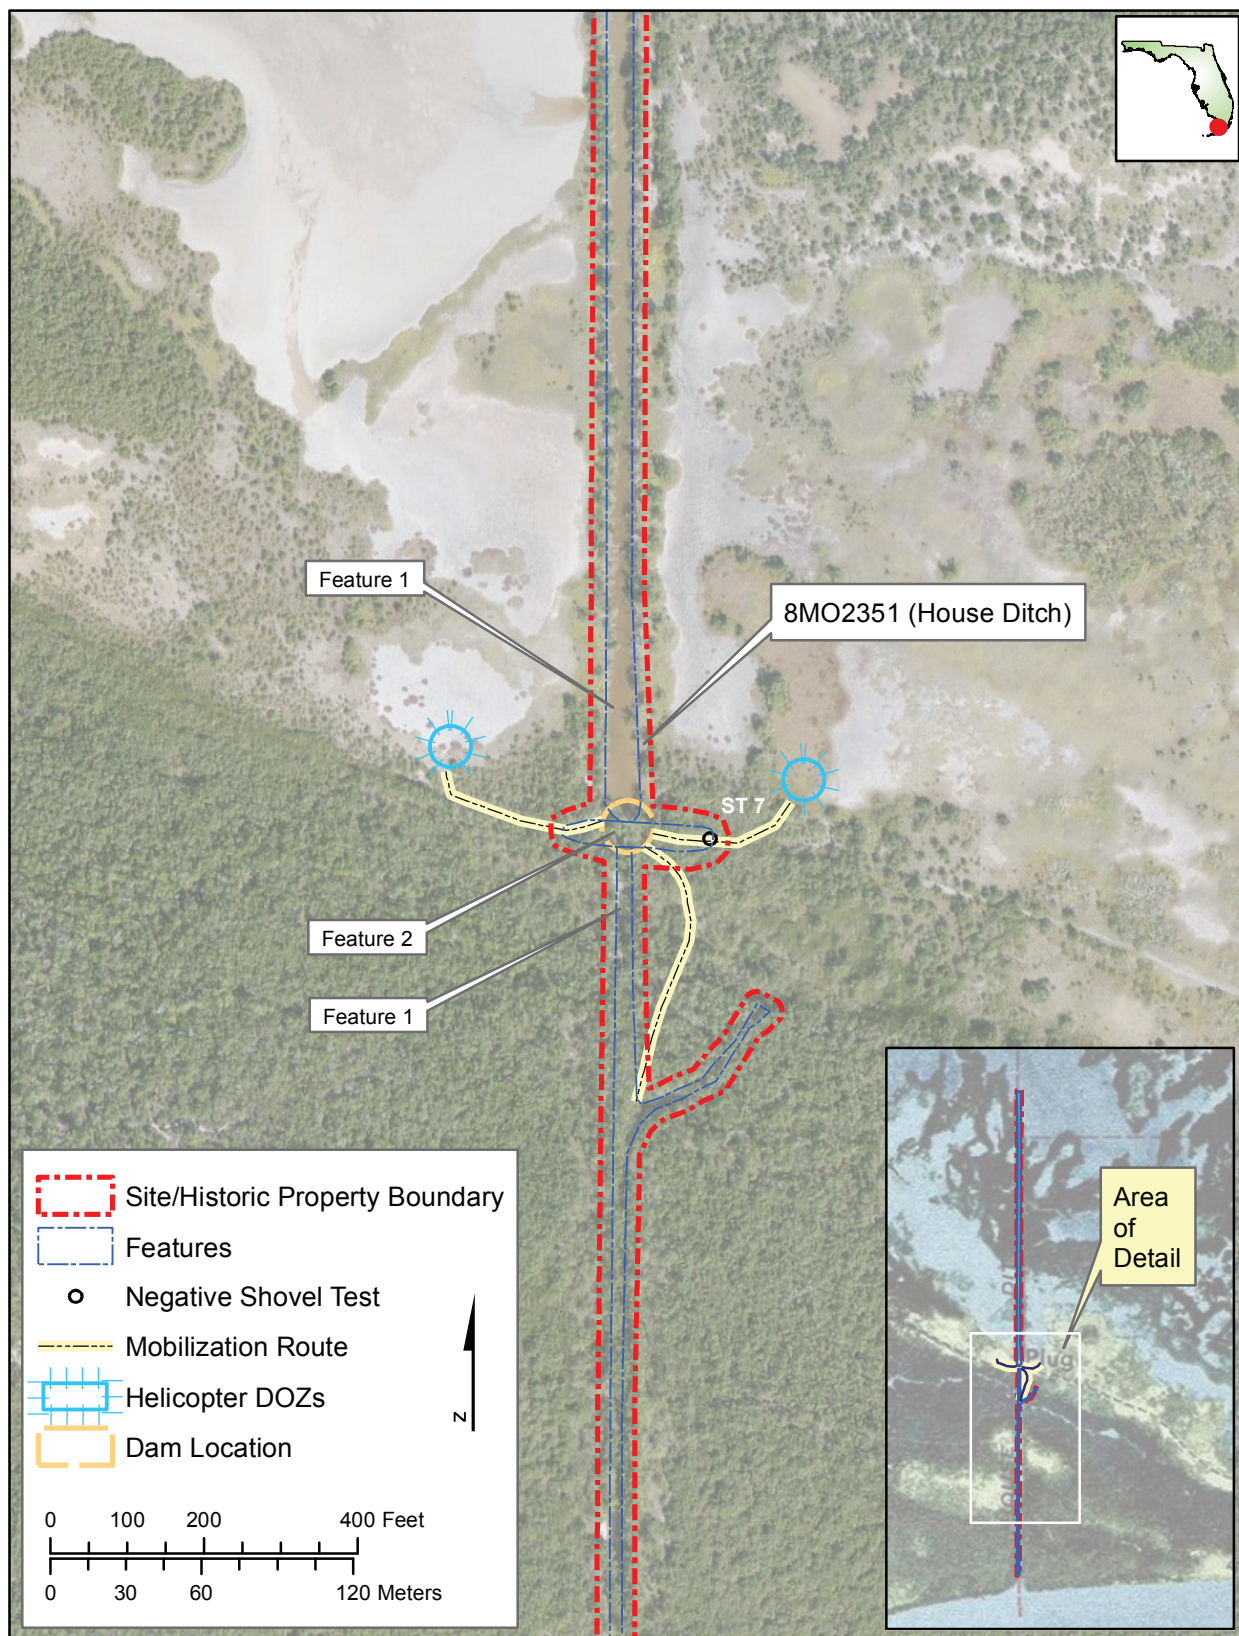 Feature 1
8MO2351 (House Ditch)
ST 7
Feature 2
Feature 1
Site/Historic Property Boundary
Features
Negative Shovel Test
Mobilization Route
Helicopter DOZs
Dam Location
N
0 100 200 400 Feet
0 30 60 120 Meters
Area
of
Detail
Plug